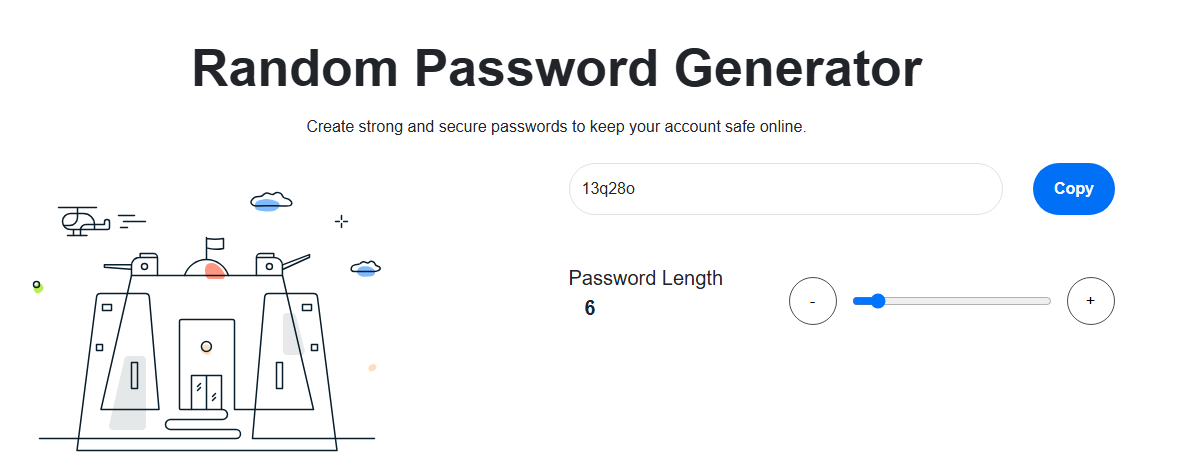 Random Password Generator
Create strong and secure passwords to keep your account safe online.
13q28o
Copy
Password Length
6
-
+